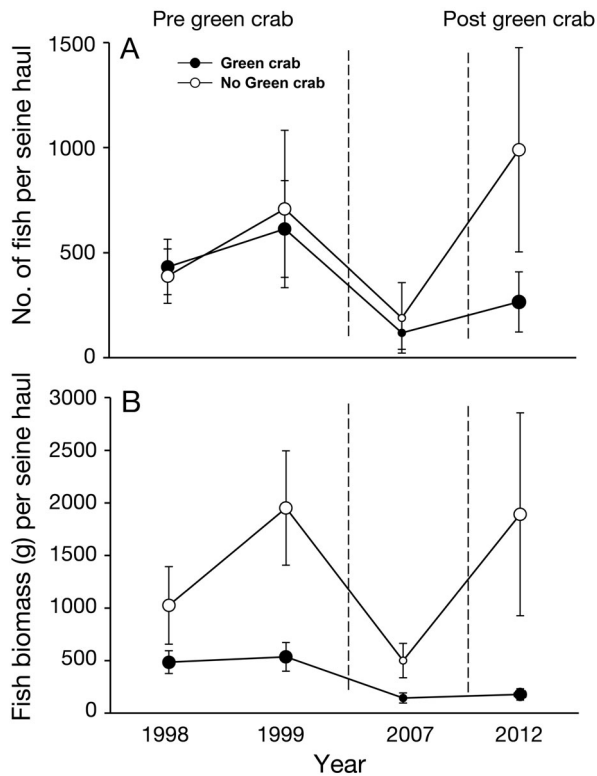 Pre green crab
Post green crab
A
Green crab
No Green crab
No. of fish per seine haul
1500
1000
500
0
B
Fish biomass (g) per seine haul
3000
2500
2000
1500
1000
500
0
1998
1999
2007
2012
Year